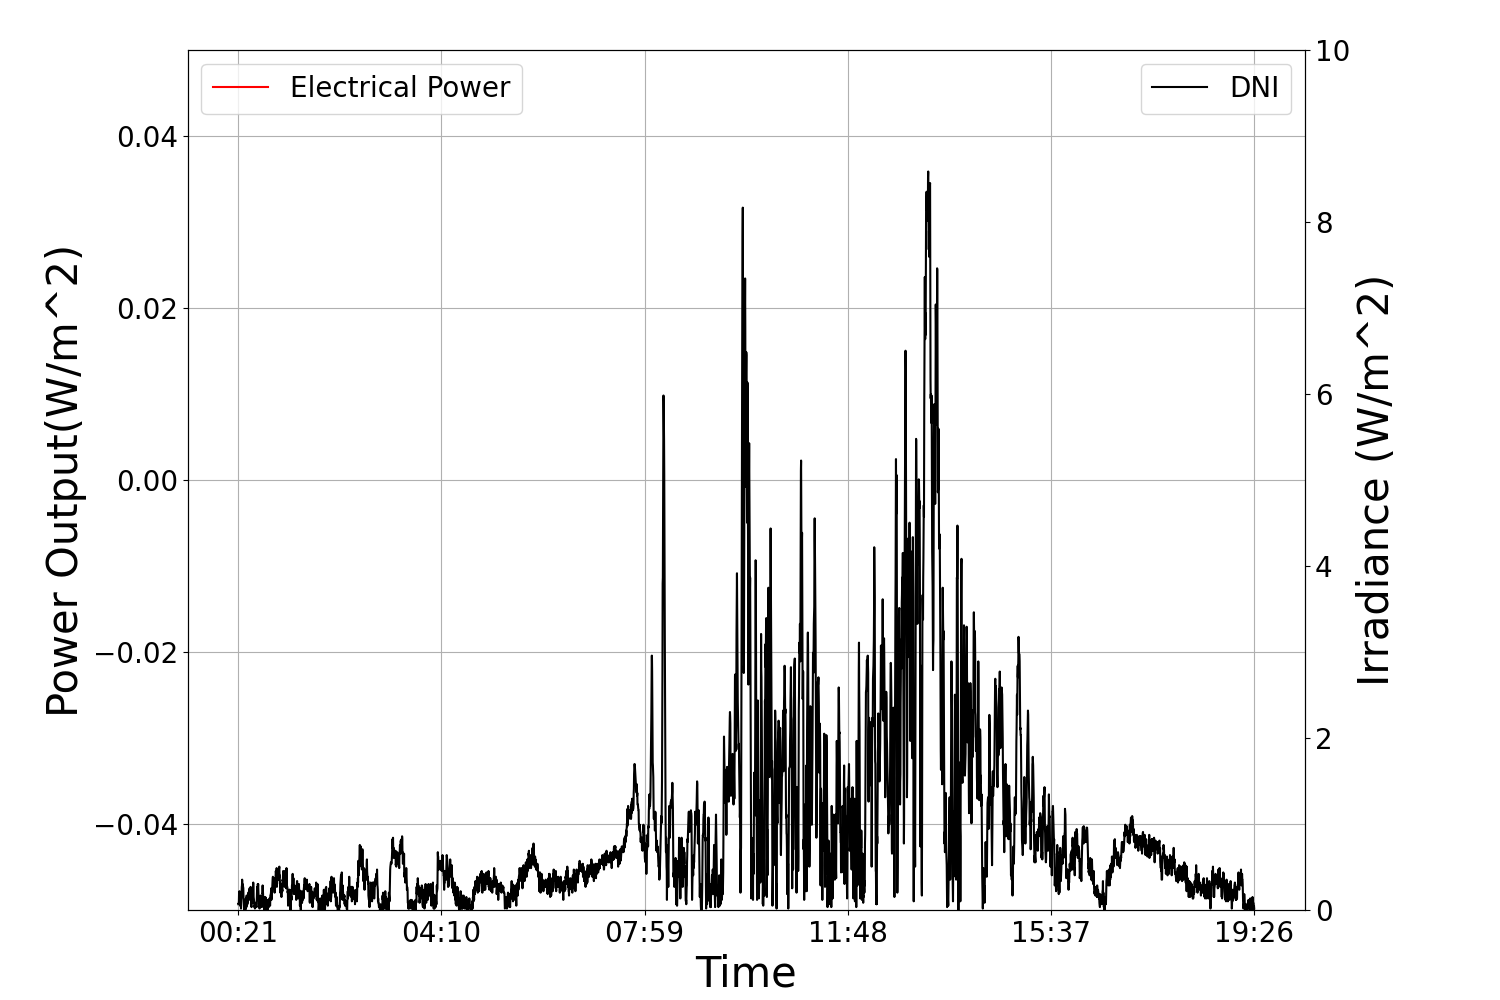 Electrical Power
DNI
10
8
6
4
2
0
0.04
0.02
0.00
−0.02
−0.04
Power Output(W/m^2)
Irradiance (W/m^2)
00:21 04:10 07:59 11:48 15:37 19:26
Time